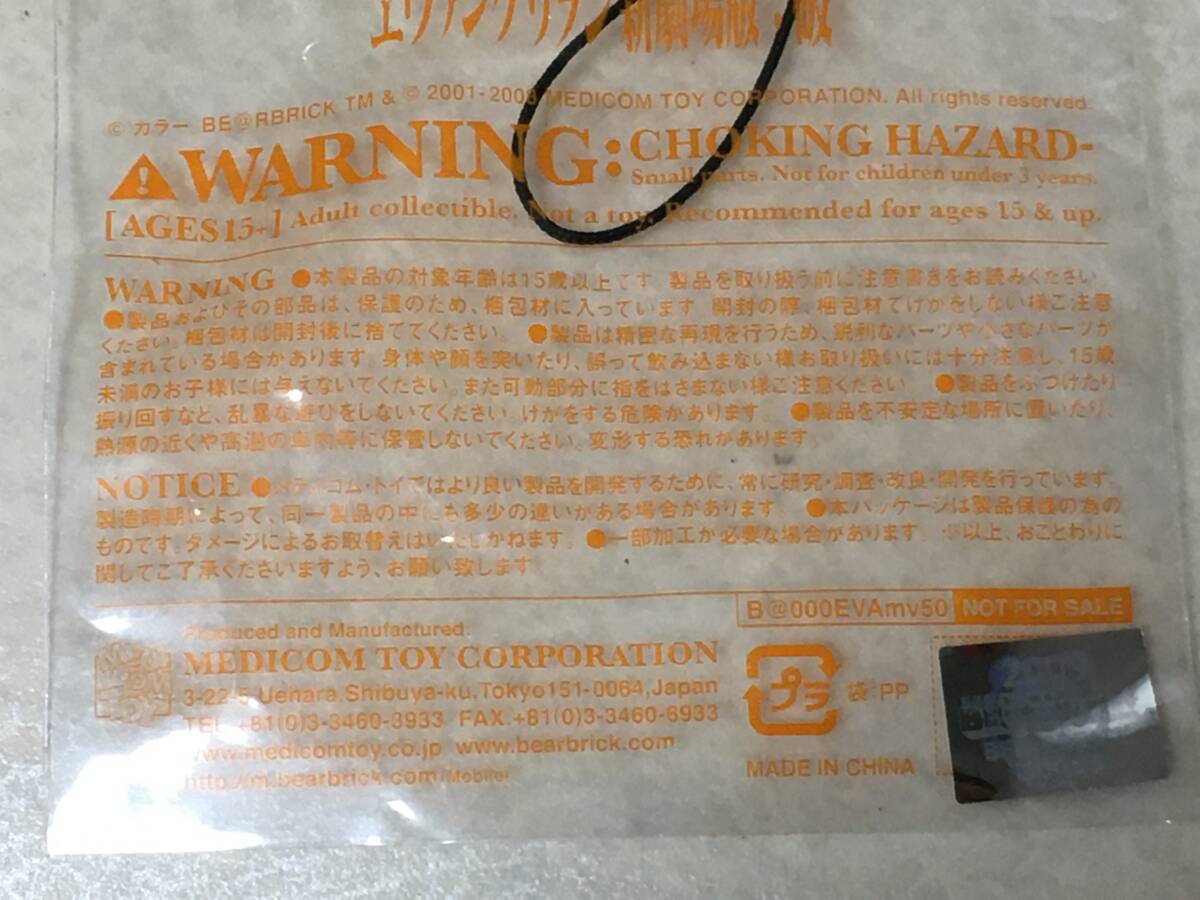 ヱヴァンゲリヲン新劇場版:破
© カラー BE@RBRICK TM & © 2001-2008 MEDICOM TOY CORPORATION. All rights reserved.
WARNING: CHOKING HAZARD-
Small parts. Not for children under 3 years.
[AGES15+] Adult collectible. Not a toy. Recommended for ages 15 & up.
WARNING ●本製品の対象年齢は15歳以上です。製品を取り扱う前に注意書きをお読みください。
●製品およびその部品は、保護のため、梱包材に入っています。開封の際、梱包材でけがをしない様ご注意
ください。梱包材は開封後に捨ててください。 ●製品は精密な再現を行うため、鋭利なパーツや小さなパーツが
含まれている場合があります。身体や顔を突いたり、誤って飲み込まない様お取り扱いには十分注意し、15歳
未満のお子様には与えないでください。また可動部分に指をはさまない様ご注意ください。 ●製品をぶつけたり
振り回すなど、乱暴な遊びをしないでください。けがをする危険があります。 ●製品を不安定な場所に置いたり、
熱源の近くや高温の車内等に保管しないでください。変形する恐れがあります。
NOTICE ●メディコム・トイではより良い製品を開発するために、常に研究・調査・改良・開発を行っています。
製造時期によって、同一製品の中にも多少の違いがある場合があります。 ●本パッケージは製品保護の為の
ものです。ダメージによるお取替えはいたしかねます。 ●一部加工が必要な場合があります。 ※以上、おことわりに
関してご了承くださいますよう、お願い致します。
B@000EVAmv50 NOT FOR SALE
Produced and Manufactured.
MEDICOM TOY CORPORATION
3-22-5,Uehara,Shibuya-ku,Tokyo151-0064,Japan
TEL.+81(0)3-3460-3933 FAX.+81(0)3-3460-6933
www.medicomtoy.co.jp www.bearbrick.com
http://m.bearbrick.com(Mobile)
プラ 袋:PP
MADE IN CHINA